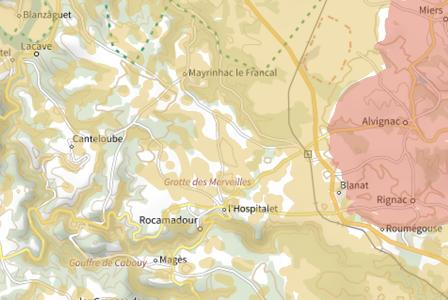 Miers
Blanzaguet
Lacave
Mayrinhac le Francal
Alvignac
Canteloube
Grotte des Merveilles
Blanat
Rignac
l'Hospitalet
Rocamadour
Roumégouse
Gouffre de Cabouy
Magès